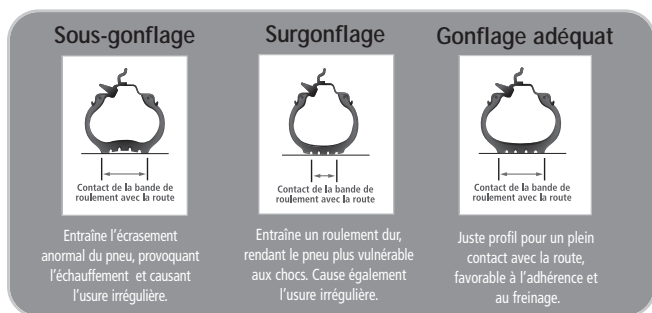 Sous-gonflage
Contact de la bande de
roulement avec la route
Entraîne l’écrasement
anormal du pneu, provoquant
l’échauffement et causant
l’usure irrégulière.
Surgonflage
Contact de la bande de
roulement avec la route
Entraîne un roulement dur,
rendant le pneu plus vulnérable
aux chocs. Cause également
l’usure irrégulière.
Gonflage adéquat
Contact de la bande de
roulement avec la route
Juste profil pour un plein
contact avec la route,
favorable à l’adhérence et
au freinage.